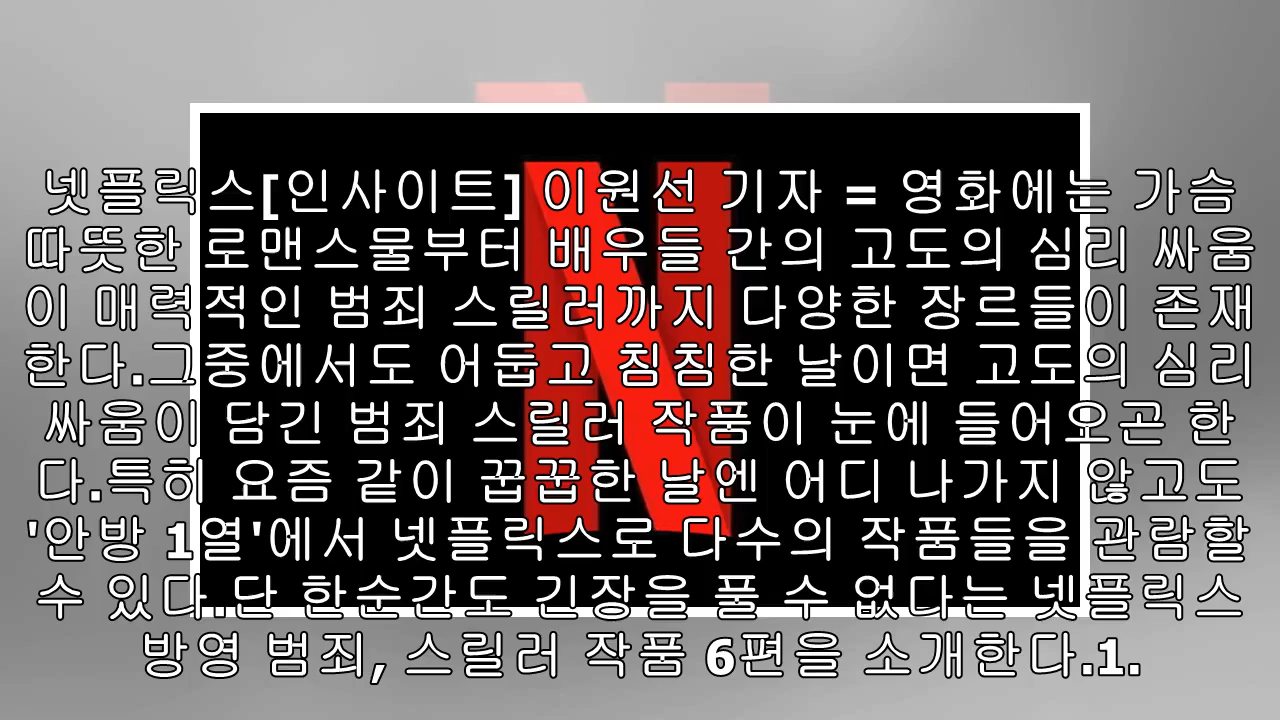 넷플릭스[인사이트] 이원선 기자 = 영화에는 가슴
따뜻한 로맨스물부터 배우들 간의 고도의 심리 싸움
이 매력적인 범죄 스릴러까지 다양한 장르들이 존재
한다.그중에서도 어둡고 침침한 날이면 고도의 심리
싸움이 담긴 범죄 스릴러 작품이 눈에 들어오곤 한
다.특히 요즘 같이 꿉꿉한 날엔 어디 나가지 않고도
'안방 1열'에서 넷플릭스로 다수의 작품들을 관람할
수 있다.단 한순간도 긴장을 풀 수 없다는 넷플릭스
방영 범죄, 스릴러 작품 6편을 소개한다.1.